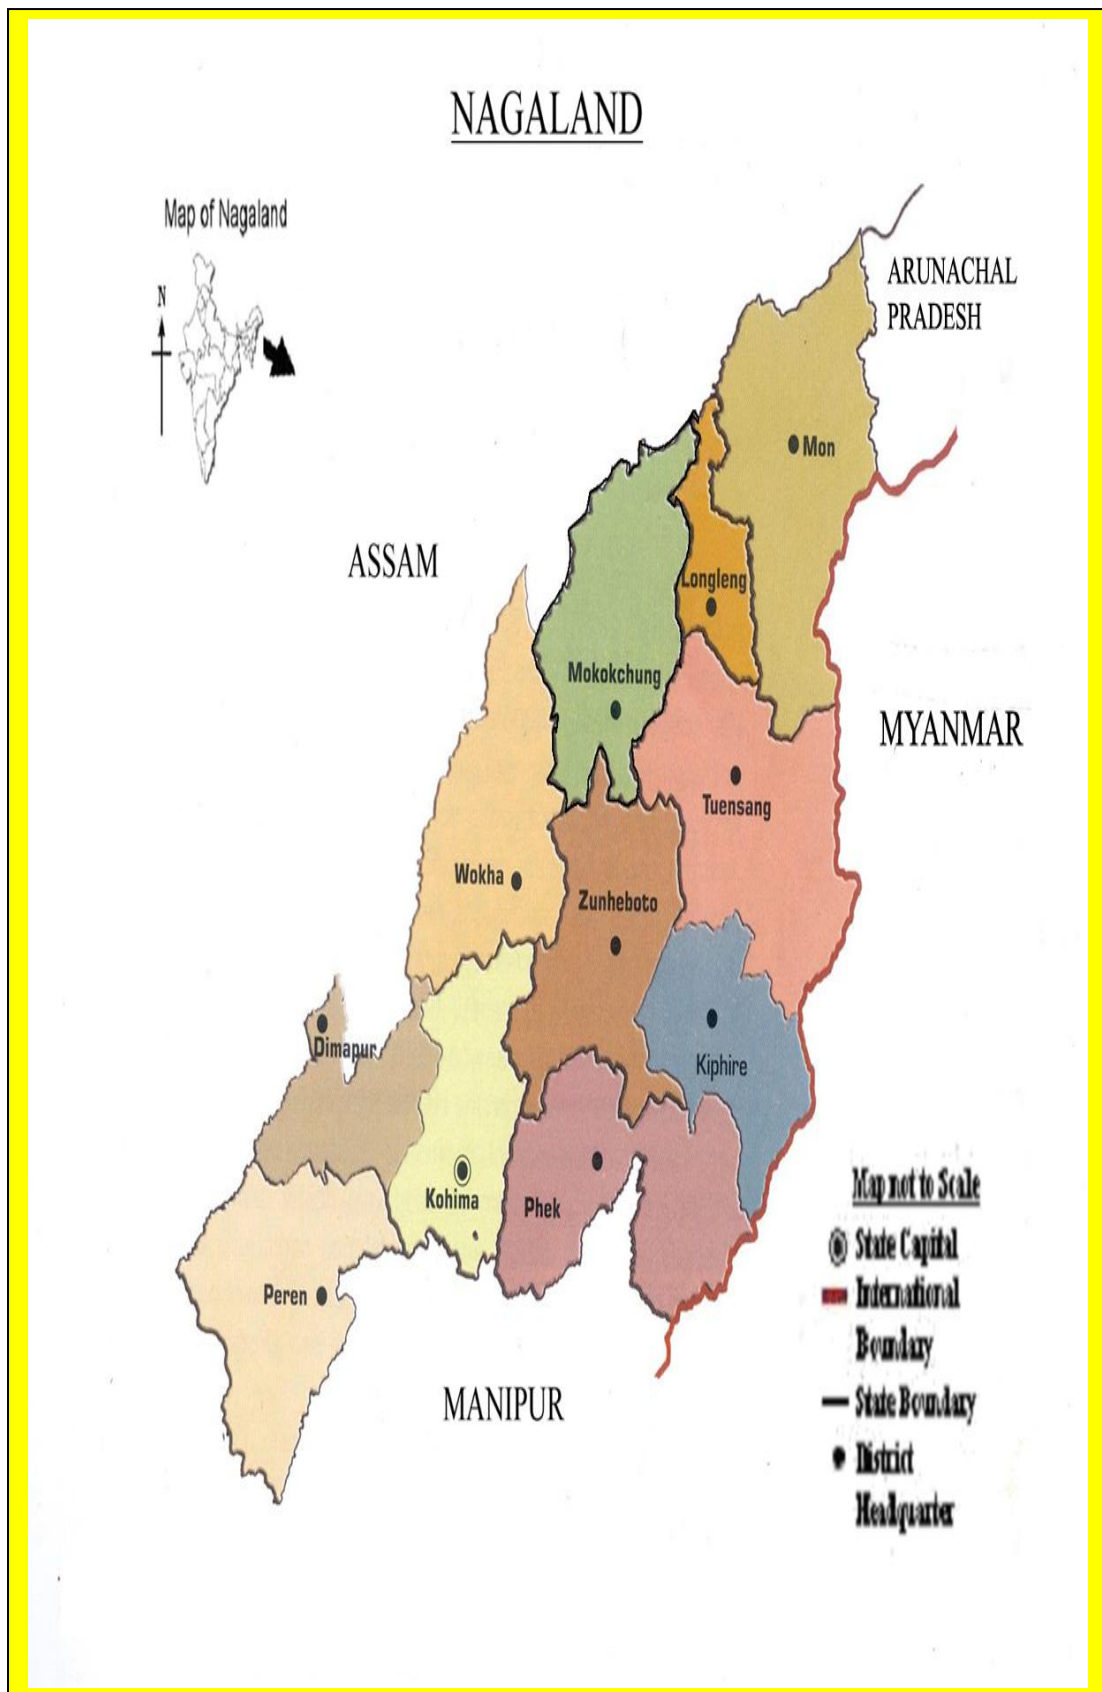 NAGALAND
Map of Nagaland
N
ARUNACHAL
PRADESH
Mon
ASSAM
Longleng
Mokokchung
MYANMAR
Tuensang
Wokha
Zunheboto
Dimapur
Kiphire
Kohima
Phek
Peren
MANIPUR
Map not to Scale
State Capital
International
Boundary
State Boundary
District
Headquarter